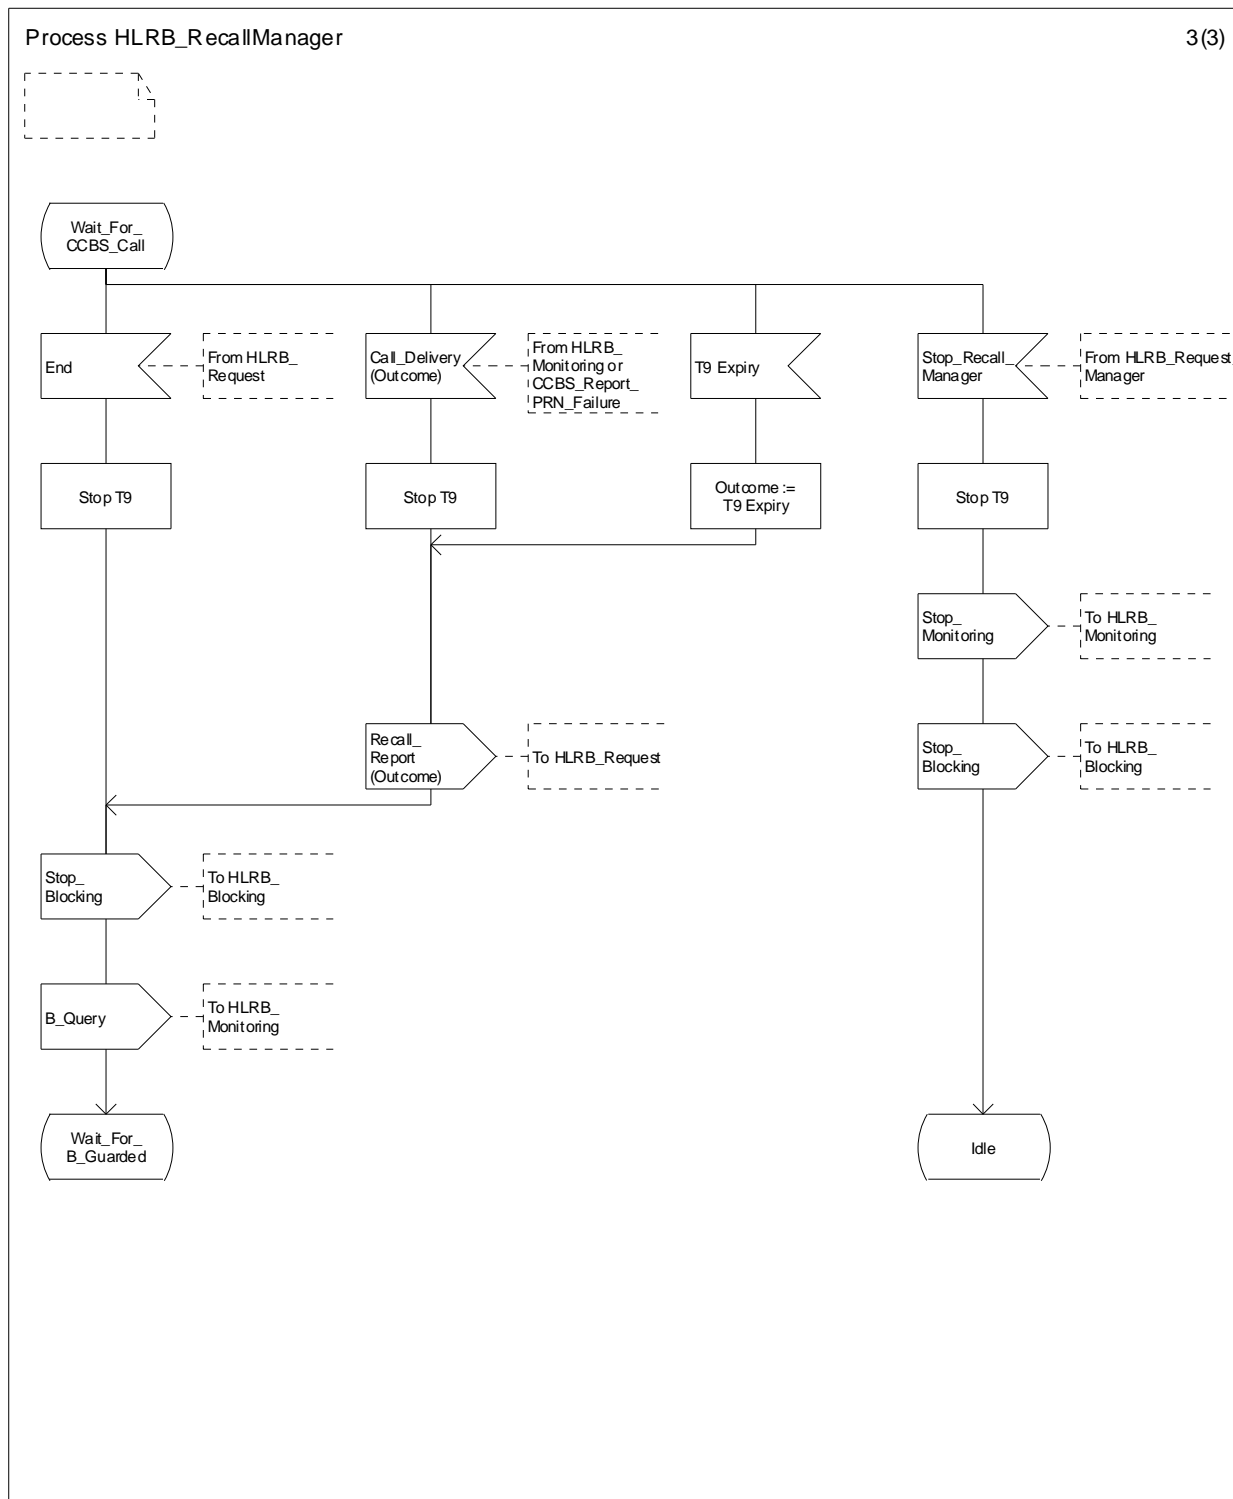 Process HLRB_RecallManager
3(3)
Wait_For_
CCBS_Call
End
From HLRB_
Request
Call_Delivery
(Outcome)
From HLRB_
Monitoring or
CCBS_Report_
PRN_Failure
T9 Expiry
Stop_Recall_
Manager
From HLRB_Request_
Manager
Stop T9
Stop T9
Outcome :=
T9 Expiry
Stop T9
Stop_
Monitoring
To HLRB_
Monitoring
Recall_
Report
(Outcome)
To HLRB_Request
Stop_
Blocking
To HLRB_
Blocking
Stop_
Blocking
To HLRB_
Blocking
B_Query
To HLRB_
Monitoring
Wait_For_
B_Guarded
Idle